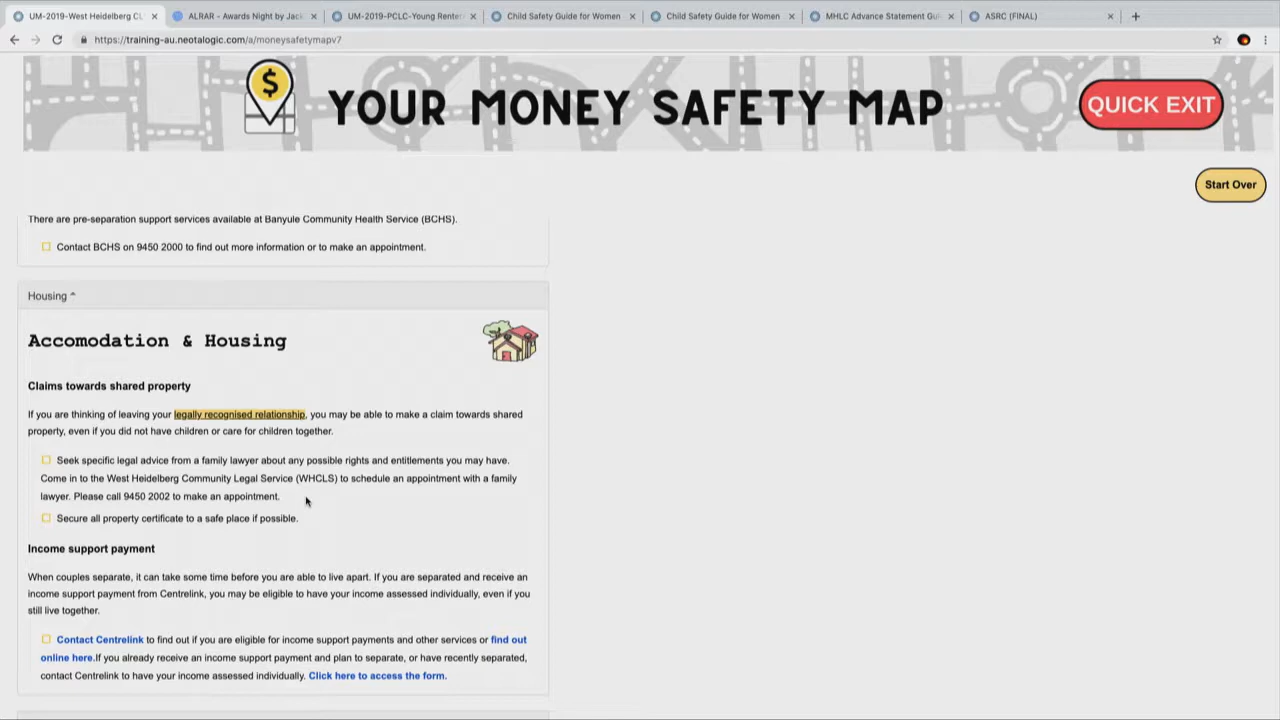 UM-2019-West Heidelberg CL
ALRAR - Awards Night by Jack
UM-2019-PCLC-Young Renter
Child Safety Guide for Women
Child Safety Guide for Women
MHLC Advance Statement Gui
ASRC (FINAL)
https://training-au.neotalogic.com/a/moneysafetymapv7
$
YOUR MONEY SAFETY MAP
QUICK EXIT
Start Over
There are pre-separation support services available at Banyule Community Health Service (BCHS).
Contact BCHS on 9450 2000 to find out more information or to make an appointment.
Housing
Accomodation & Housing
Claims towards shared property
If you are thinking of leaving your legally recognised relationship, you may be able to make a claim towards shared
property, even if you did not have children or care for children together.
Seek specific legal advice from a family lawyer about any possible rights and entitlements you may have.
Come in to the West Heidelberg Community Legal Service (WHCLS) to schedule an appointment with a family
lawyer. Please call 9450 2002 to make an appointment.
Secure all property certificate to a safe place if possible.
Income support payment
When couples separate, it can take some time before you are able to live apart. If you are separated and receive an
income support payment from Centrelink, you may be eligible to have your income assessed individually, even if you
still live together.
Contact Centrelink to find out if you are eligible for income support payments and other services or find out
online here.If you already receive an income support payment and plan to separate, or have recently separated,
contact Centrelink to have your income assessed individually. Click here to access the form.